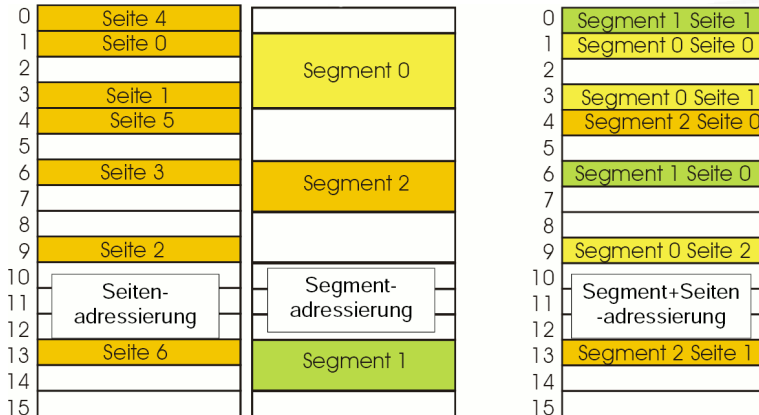 0 Seite 4
1 Seite 0
2
3 Seite 1
4 Seite 5
5
6 Seite 3
7
8
9 Seite 2
10
11
12
Seiten-
adressierung
13 Seite 6
14
15
Segment 0
Segment 2
Segment-
adressierung
Segment 1
0 Segment 1 Seite 1
1 Segment 0 Seite 0
2
3 Segment 0 Seite 1
4 Segment 2 Seite 0
5
6 Segment 1 Seite 0
7
8
9 Segment 0 Seite 2
10
11
12
Segment+Seiten
-adressierung
13 Segment 2 Seite 1
14
15